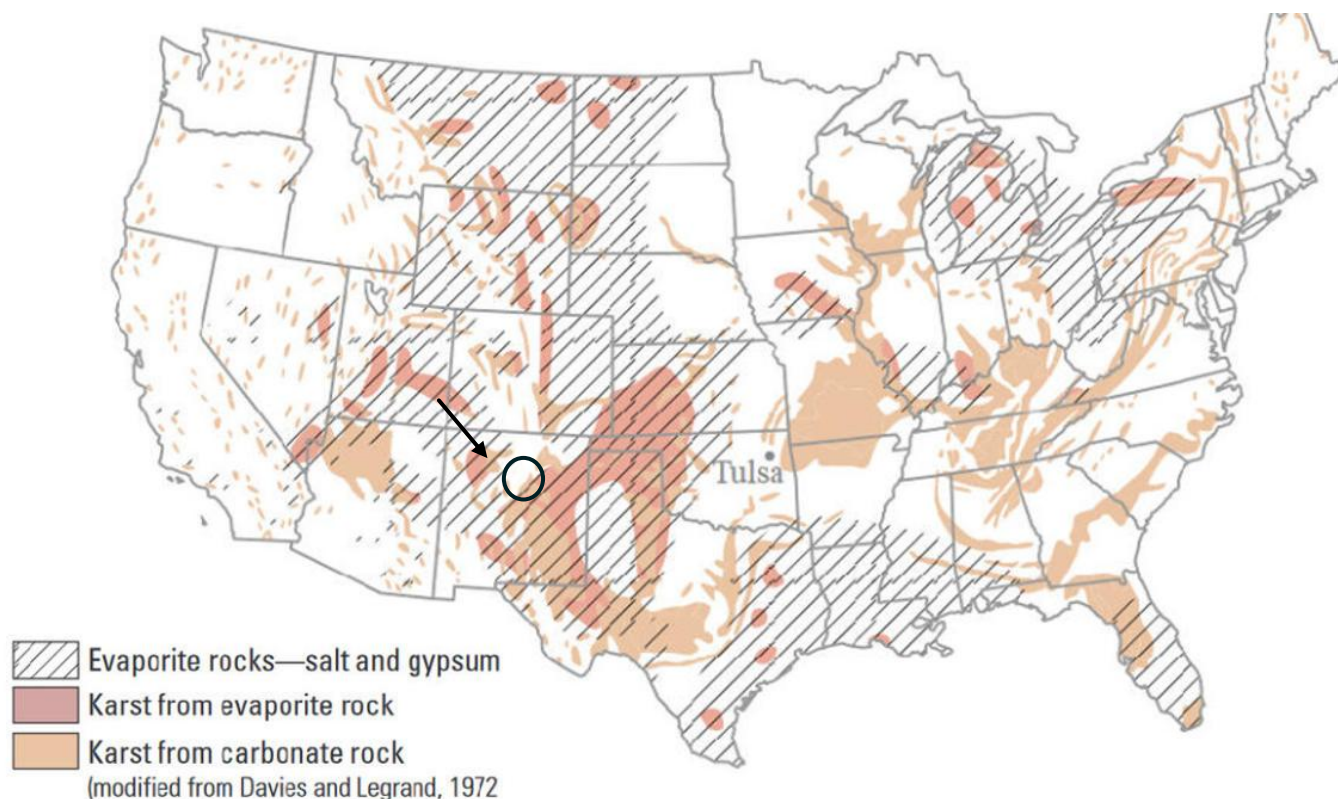 Tulsa
Evaporite rocks—salt and gypsum
Karst from evaporite rock
Karst from carbonate rock
(modified from Davies and Legrand, 1972